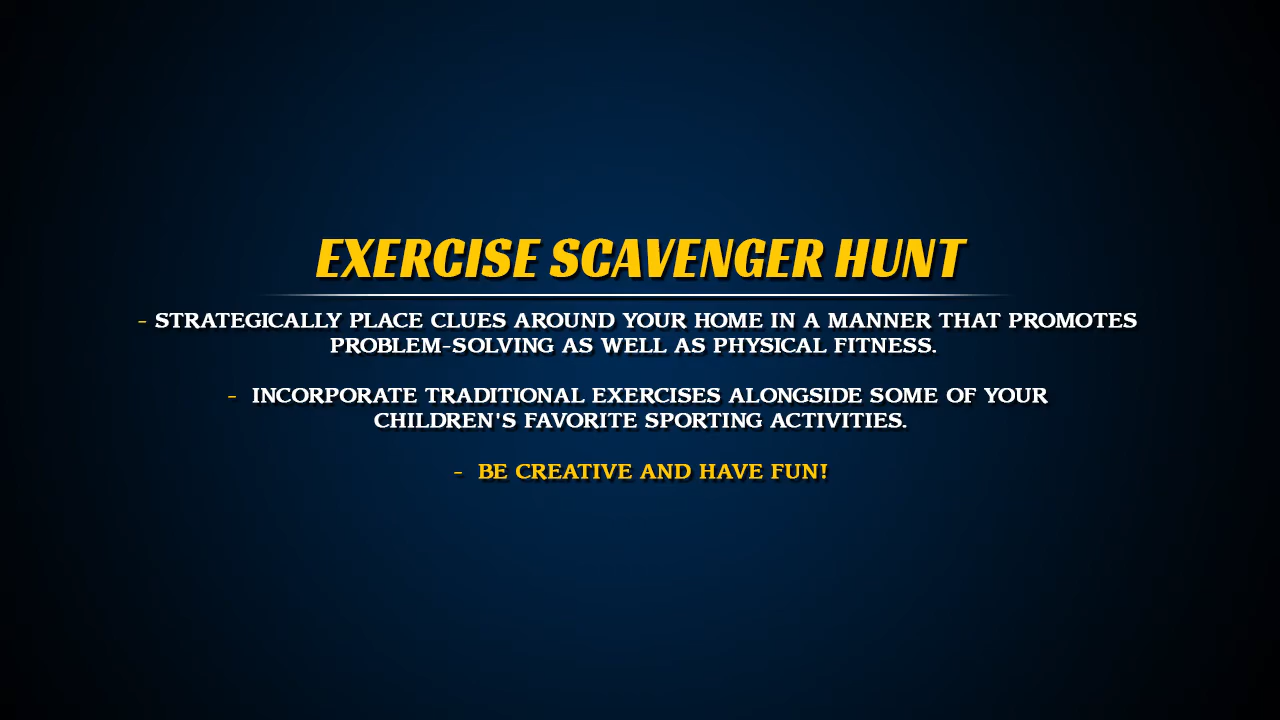 EXERCISE SCAVENGER HUNT
- STRATEGICALLY PLACE CLUES AROUND YOUR HOME IN A MANNER THAT PROMOTES
PROBLEM-SOLVING AS WELL AS PHYSICAL FITNESS.
- INCORPORATE TRADITIONAL EXERCISES ALONGSIDE SOME OF YOUR
CHILDREN'S FAVORITE SPORTING ACTIVITIES.
- BE CREATIVE AND HAVE FUN!